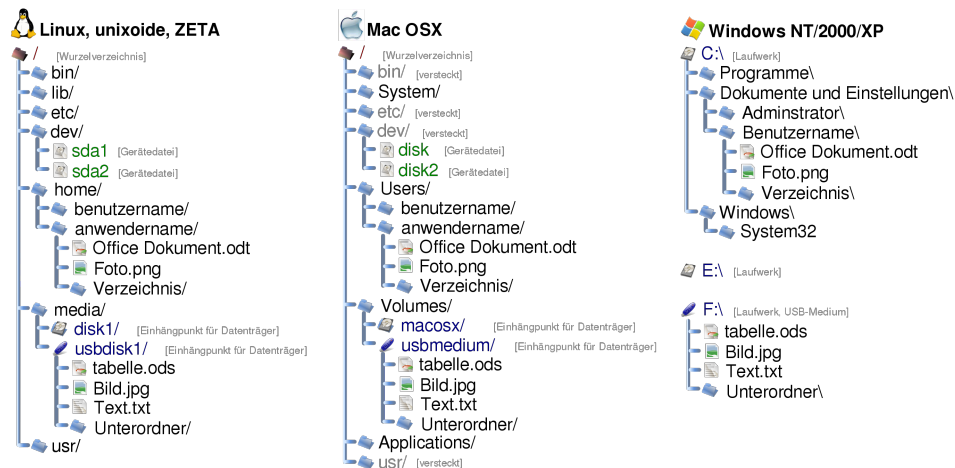 Linux, unixoide, ZETA
/ [Wurzelverzeichnis]
bin/
lib/
etc/
dev/
sda1 [Gerätedatei]
sda2 [Gerätedatei]
home/
benutzername/
anwendername/
Office Dokument.odt
Foto.png
Verzeichnis/
media/
disk1/ [Einhängpunkt für Datenträger]
usbdisk1/ [Einhängpunkt für Datenträger]
tabelle.ods
Bild.jpg
Text.txt
Unterordner/
usr/
Mac OSX
/ [Wurzelverzeichnis]
bin/ [versteckt]
System/
etc/ [versteckt]
dev/ [versteckt]
disk [Gerätedatei]
disk2 [Gerätedatei]
Users/
benutzername/
anwendername/
Office Dokument.odt
Foto.png
Verzeichnis/
Volumes/
macosx/ [Einhängpunkt für Datenträger]
usbmedium/ [Einhängpunkt für Datenträger]
tabelle.ods
Bild.jpg
Text.txt
Unterordner/
Applications/
usr/ [versteckt]
Windows NT/2000/XP
C:\ [Laufwerk]
Programme\
Dokumente und Einstellungen\
Adminstrator\
Benutzername\
Office Dokument.odt
Foto.png
Verzeichnis\
Windows\
System32
E:\ [Laufwerk]
F:\ [Laufwerk, USB-Medium]
tabelle.ods
Bild.jpg
Text.txt
Unterordner\